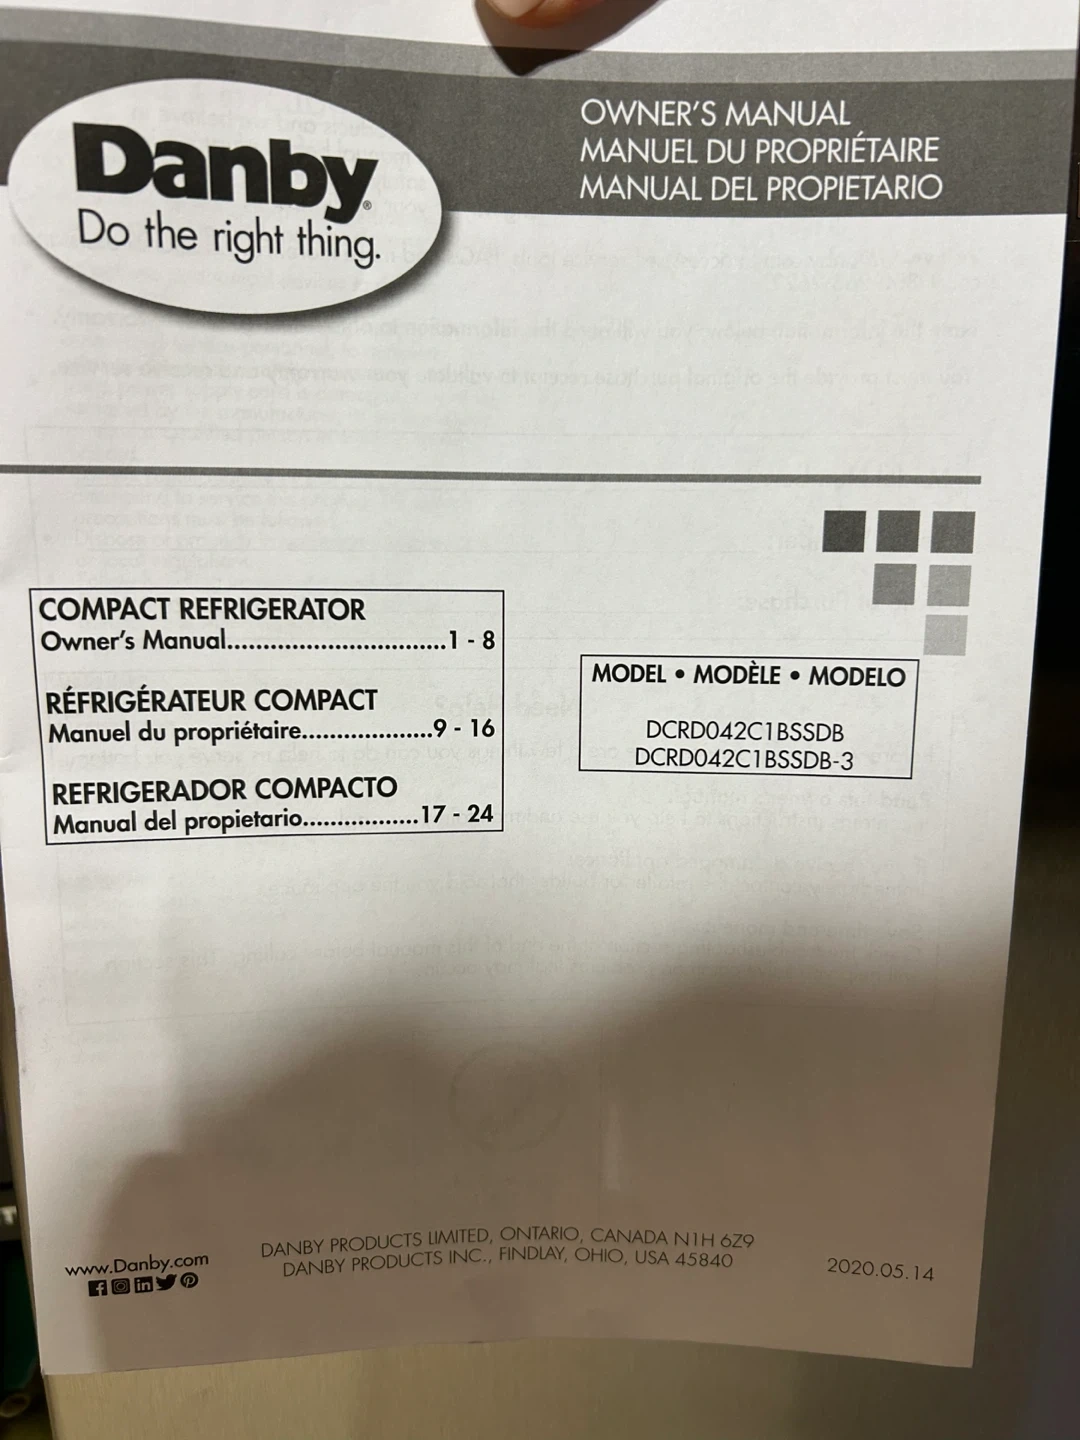 Danby®
Do the right thing.
OWNER'S MANUAL
MANUEL DU PROPRIÉTAIRE
MANUAL DEL PROPIETARIO
COMPACT REFRIGERATOR
Owner's Manual..............................1 - 8
RÉFRIGÉRATEUR COMPACT
Manuel du propriétaire..................9 - 16
REFRIGERADOR COMPACTO
Manual del propietario................17 - 24
MODEL • MODÈLE • MODELO
DCRD042C1BSSDB
DCRD042C1BSSDB-3
www.Danby.com
DANBY PRODUCTS LIMITED, ONTARIO, CANADA N1H 6Z9
DANBY PRODUCTS INC., FINDLAY, OHIO, USA 45840
2020.05.14